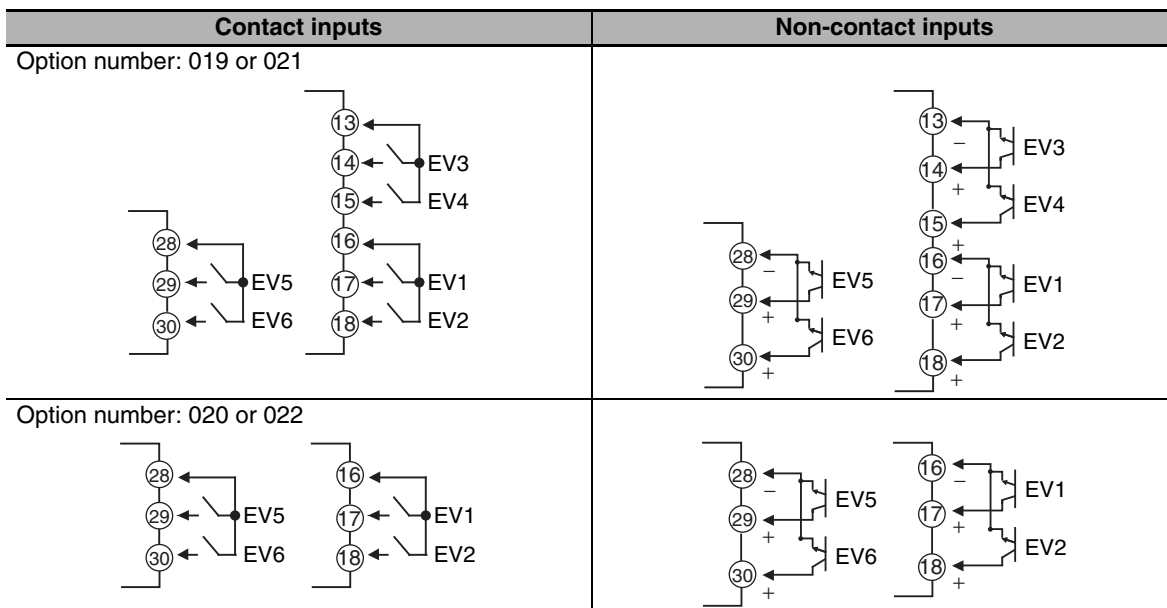 Contact inputs
Non-contact inputs
Option number: 019 or 021
28
29
30
EV5
EV6
13
14
15
16
17
18
EV3
EV4
EV1
EV2
28
−
29
+
30
+
EV5
EV6
13
−
14
+
15
+
16
−
17
+
18
+
EV3
EV4
EV1
EV2
Option number: 020 or 022
28
29
30
EV5
EV6
16
17
18
EV1
EV2
28
−
29
+
30
+
EV5
EV6
16
−
17
+
18
+
EV1
EV2